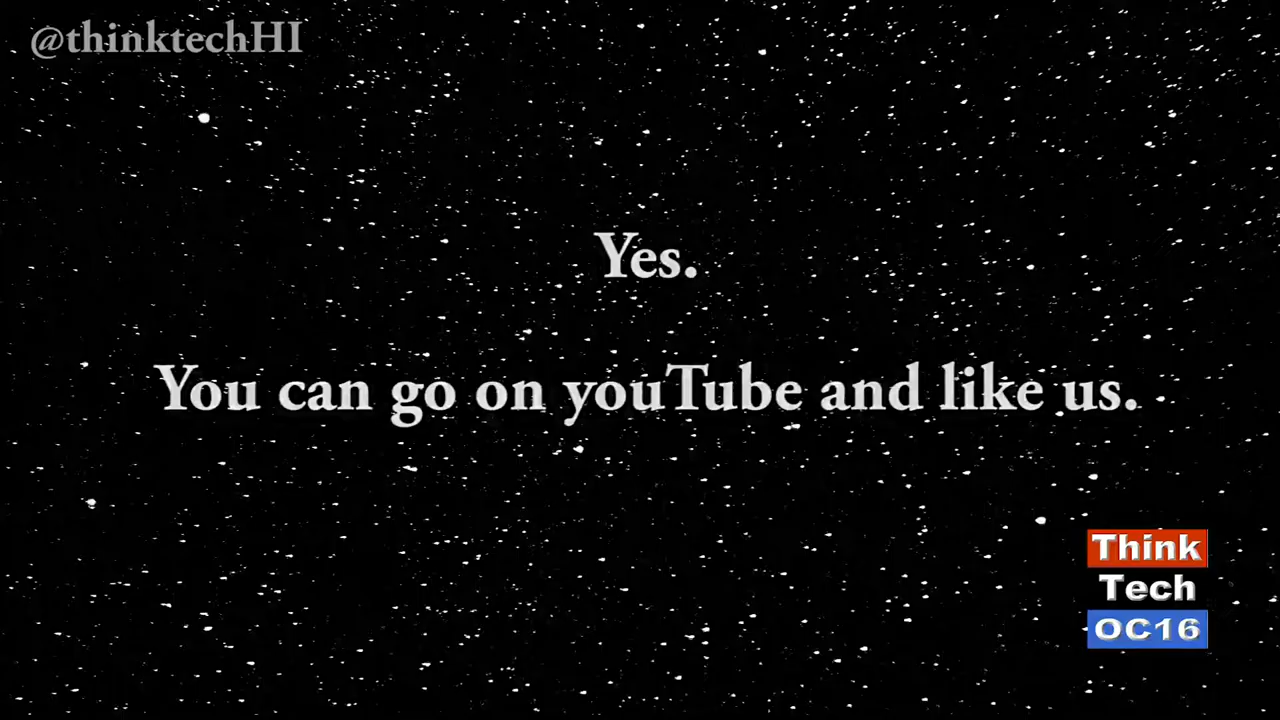 @thinktechHI
Yes.
You can go on youTube and like us.
Think
Tech
OC16